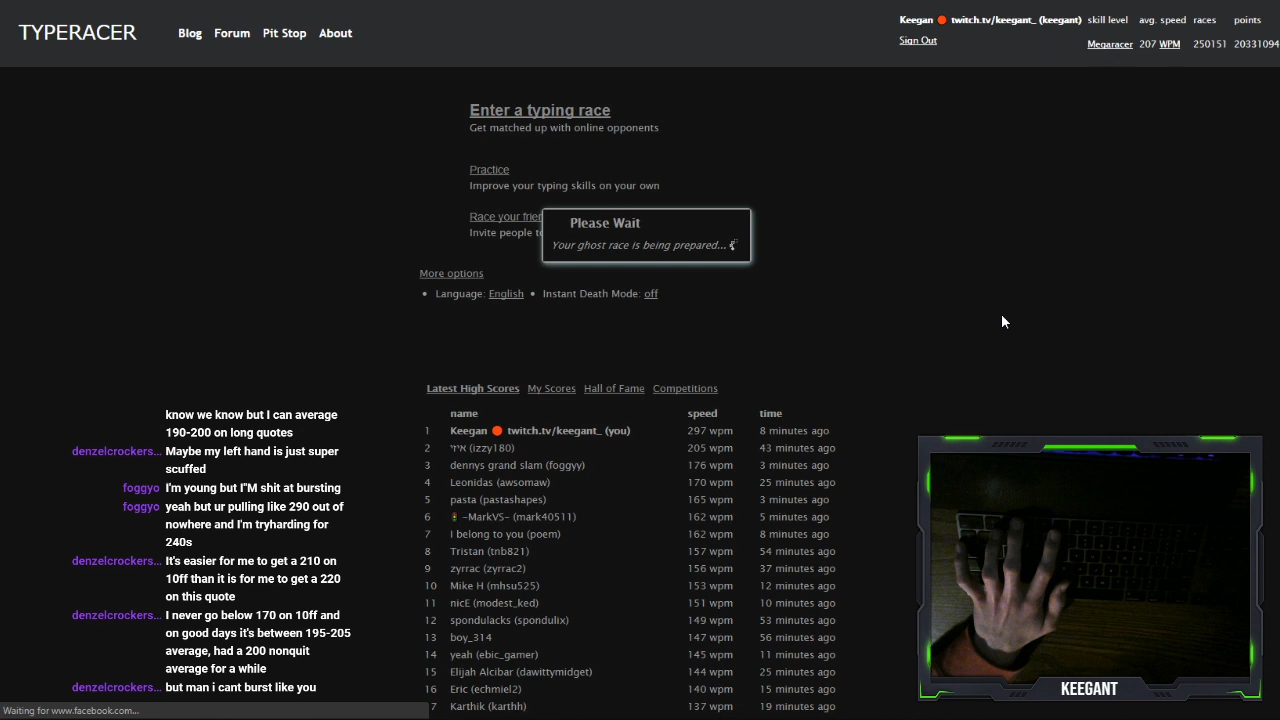 TYPERACER
Blog Forum Pit Stop About
Keegan 🔴 twitch.tv/keegant_ (keegant) skill level avg. speed races points
Sign Out
Megaracer 207 WPM 250151 20331094
Enter a typing race
Get matched up with online opponents
Practice
Improve your typing skills on your own
Race your frien
Invite people to
Please Wait
Your ghost race is being prepared...
More options
• Language: English • Instant Death Mode: off
Latest High Scores My Scores Hall of Fame Competitions
name speed time
1 Keegan 🔴 twitch.tv/keegant_ (you) 297 wpm 8 minutes ago
2 (izzy180) 205 wpm 43 minutes ago
3 dennys grand slam (foggyy) 176 wpm 3 minutes ago
4 Leonidas (awsomaw) 170 wpm 25 minutes ago
5 pasta (pastashapes) 165 wpm 3 minutes ago
6 🚦 ~MarkVS~ (mark40511) 162 wpm 5 minutes ago
7 I belong to you (poem) 162 wpm 8 minutes ago
8 Tristan (tnb821) 157 wpm 54 minutes ago
9 zyrrac (zyrrac2) 156 wpm 37 minutes ago
10 Mike H (mhsu525) 153 wpm 12 minutes ago
11 nicE (modest_ked) 151 wpm 10 minutes ago
12 spondulacks (spondulix) 149 wpm 53 minutes ago
13 boy_314 147 wpm 56 minutes ago
14 yeah (ebic_gamer) 145 wpm 11 minutes ago
15 Elijah Alcibar (dawittymidget) 144 wpm 25 minutes ago
16 Eric (echmiel2) 140 wpm 15 minutes ago
7 Karthik (karthh) 137 wpm 19 minutes ago
know we know but I can average
190-200 on long quotes
denzelcrockers... Maybe my left hand is just super
scuffed
foggyo I'm young but I"M shit at bursting
foggyo yeah but ur pulling like 290 out of
nowhere and I'm tryharding for
240s
denzelcrockers... It's easier for me to get a 210 on
10ff than it is for me to get a 220
on this quote
denzelcrockers... I never go below 170 on 10ff and
on good days it's between 195-205
average, had a 200 nonquit
average for a while
denzelcrockers... but man i cant burst like you
Waiting for www.facebook.com...
KEEGANT